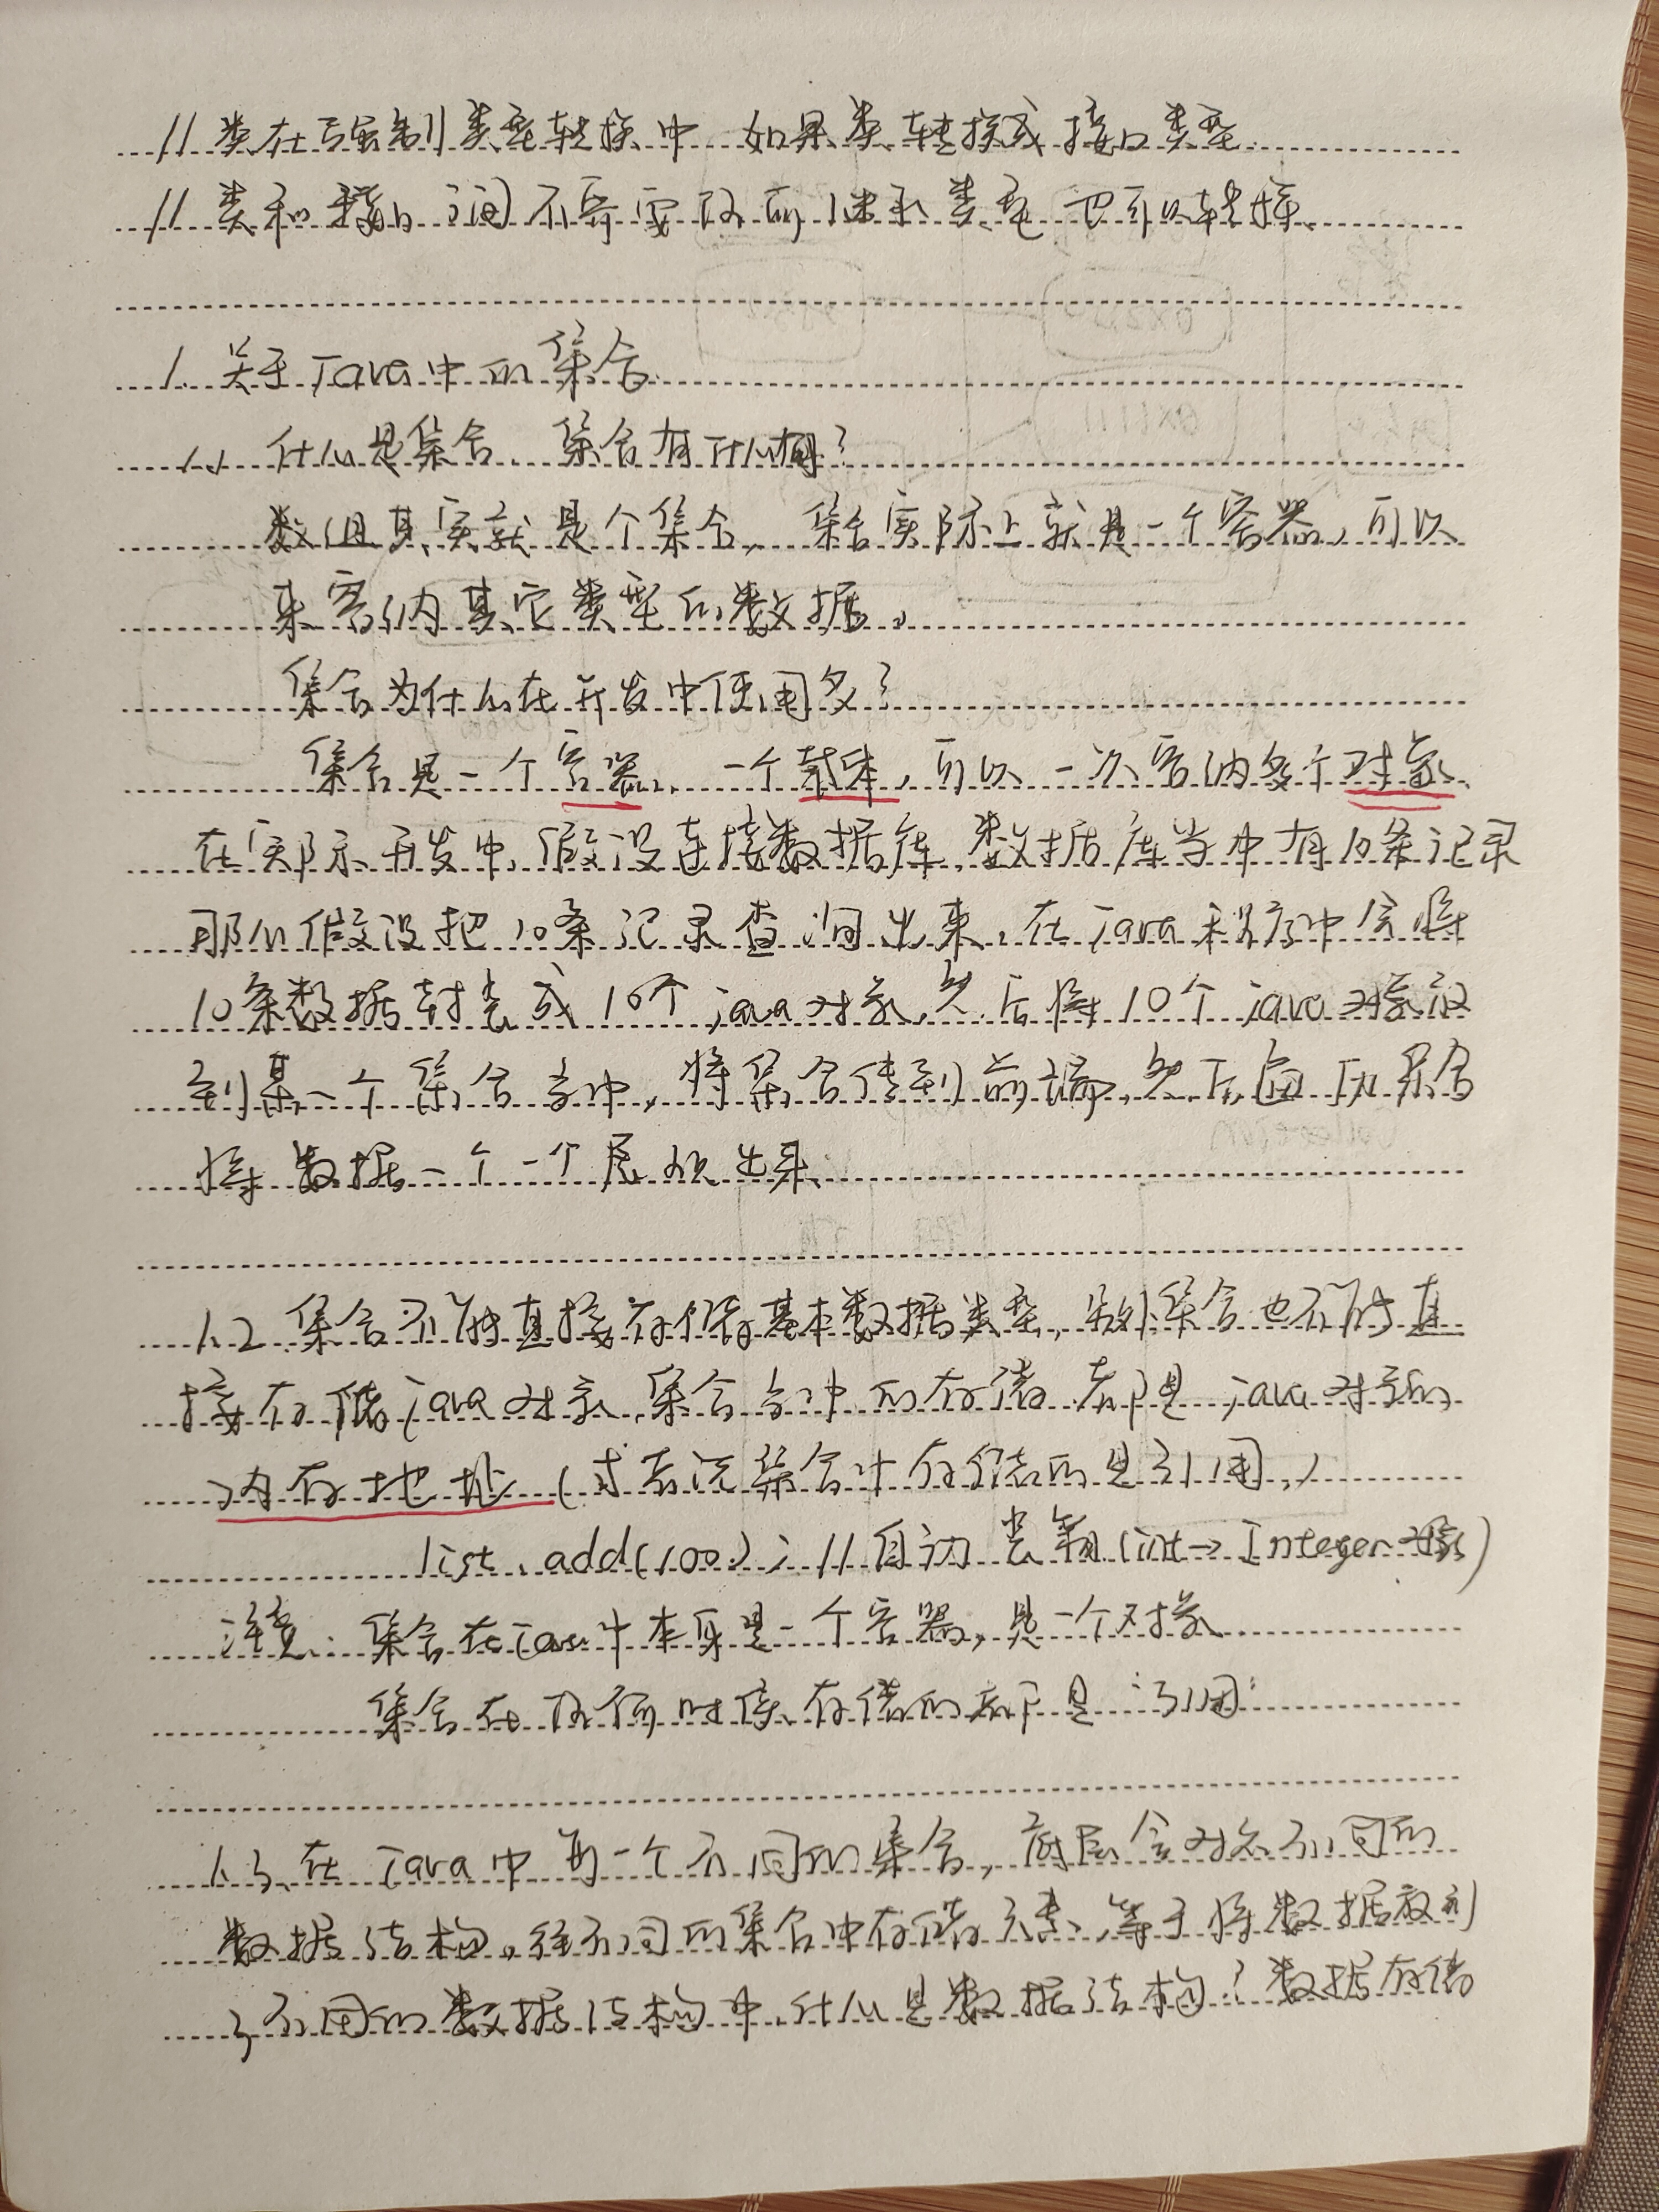 // 类在强制类型转换中 如果类转换成接口类型
// 类和接口之间不需要存在继承类型 也可以转换
1. 关于Java中的集合
1.1 什么是集合、集合有什么用?
数组其实就是个集合, 集合实际上就是一个容器, 可以
来容纳其它类型的数据。
集合为什么在开发中使用多?
集合是一个容器、一个载体, 可以一次容纳多个对象、
在实际开发中, 假设连接数据库, 数据库当中有10条记录
那么假设把10条记录查询出来, 在Java程序中会将
10条数据封装成10个java对象, 然后将10个java对象放
到某一个集合当中, 将集合传到前端, 然后遍历集合
将数据一个一个展现出来
1.2 集合不能直接存储基本数据类型, 另外集合也不能直
接存储java对象, 集合当中的存储都是java对象的
内存地址 (或者说集合中存储的是引用,)
list.add(100); //自动装箱(int→Integer对象)
注意: 集合在Java中本身是一个容器, 是一个对象
集合在任何时候存储的都是"引用"
1.3、在Java中每一个不同的集合, 底层会对应不同的
数据结构, 往不同的集合中存储元素, 等于将数据放到
了不同的数据结构中, 什么是数据结构? 数据存储